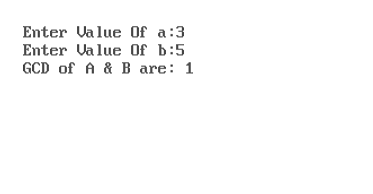 Enter Value Of a:3
Enter Value Of b:5
GCD of A & B are: 1